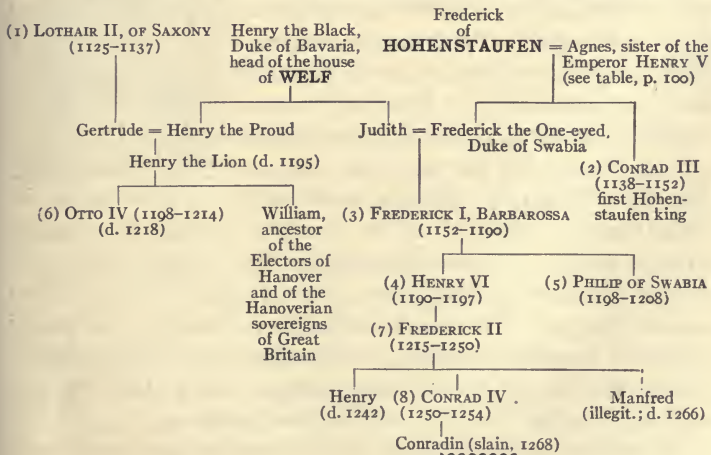 (1) LOTHAIR II, OF SAXONY
(1125–1137)
Henry the Black,
Duke of Bavaria,
head of the house
of WELF
Frederick
of
HOHENSTAUFEN = Agnes, sister of the
Emperor HENRY V
(see table, p. 100)
Gertrude = Henry the Proud
Judith = Frederick the One-eyed,
Duke of Swabia
Henry the Lion (d. 1195)
(2) CONRAD III
(1138–1152)
first Hohen-
staufen king
(6) OTTO IV (1198–1214)
(d. 1218)
William,
ancestor
of the
Electors of
Hanover
and of the
Hanoverian
sovereigns
of Great
Britain
(3) FREDERICK I, BARBAROSSA
(1152–1190)
(4) HENRY VI
(1190–1197)
(5) PHILIP OF SWABIA
(1198–1208)
(7) FREDERICK II
(1215–1250)
Henry
(d. 1242)
(8) CONRAD IV .
(1250–1254)
Manfred
(illegit.; d. 1266)
Conradin (slain, 1268)